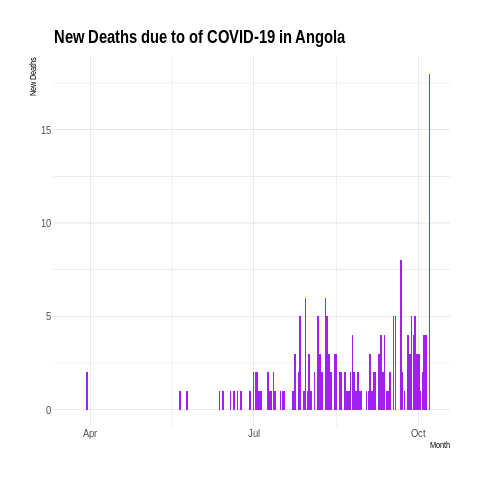 New Deaths due to of COVID-19 in Angola
New Deaths
15
10
5
0
Apr
Jul
Oct
Month